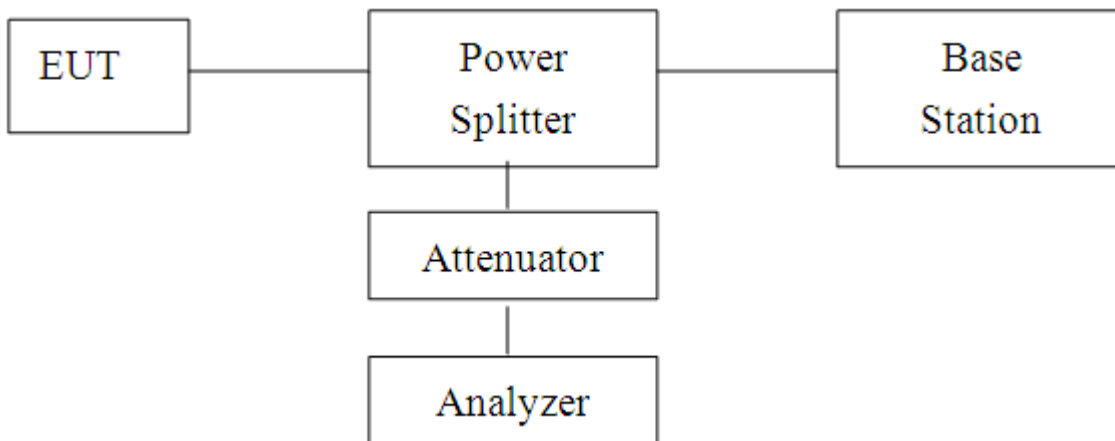 EUT
Power
Splitter
Base
Station
Attenuator
Analyzer